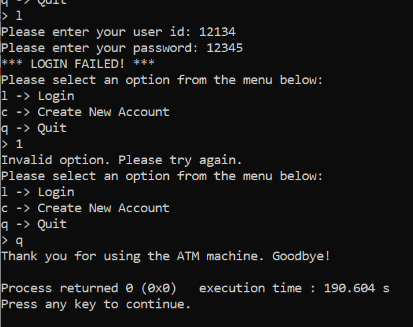 q -> Quit
> l
Please enter your user id: 12134
Please enter your password: 12345
*** LOGIN FAILED! ***
Please select an option from the menu below:
l -> Login
c -> Create New Account
q -> Quit
> 1
Invalid option. Please try again.
Please select an option from the menu below:
l -> Login
c -> Create New Account
q -> Quit
> q
Thank you for using the ATM machine. Goodbye!
Process returned 0 (0x0)   execution time : 190.604 s
Press any key to continue.